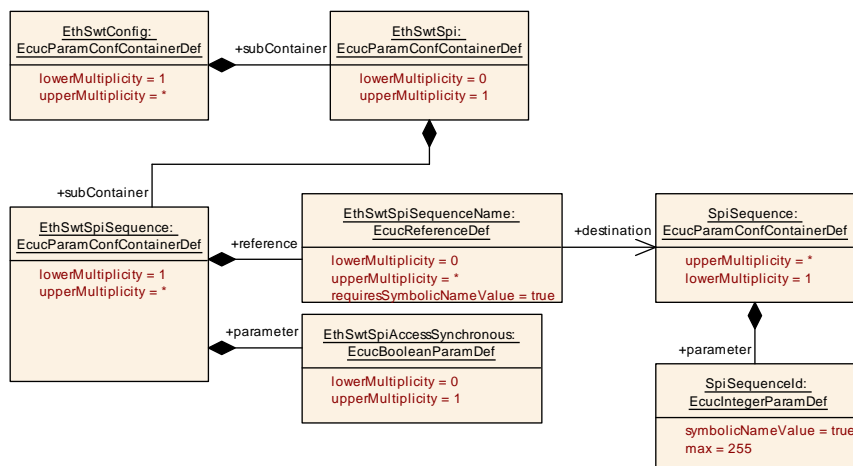 EthSwtConfig:
EcucParamConfContainerDef
lowerMultiplicity = 1
upperMultiplicity = *
+subContainer
EthSwtSpi:
EcucParamConfContainerDef
lowerMultiplicity = 0
upperMultiplicity = 1
+subContainer
EthSwtSpiSequence:
EcucParamConfContainerDef
lowerMultiplicity = 1
upperMultiplicity = *
+reference
EthSwtSpiSequenceName:
EcucReferenceDef
lowerMultiplicity = 0
upperMultiplicity = *
requiresSymbolicNameValue = true
+destination
SpiSequence:
EcucParamConfContainerDef
upperMultiplicity = *
lowerMultiplicity = 1
+parameter
EthSwtSpiAccessSynchronous:
EcucBooleanParamDef
lowerMultiplicity = 0
upperMultiplicity = 1
+parameter
SpiSequenceId:
EcucIntegerParamDef
symbolicNameValue = true
max = 255